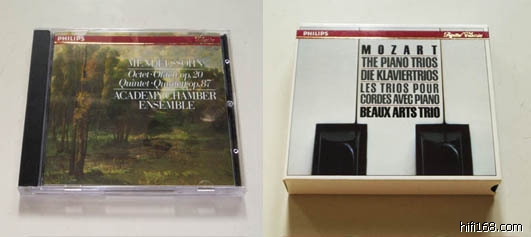 PHILIPS
MENDELSSOHN
Octet · Oktett op. 20
Quintet · Quintett op. 87
ACADEMY CHAMBER
ENSEMBLE
PHILIPS
Digital Classics
MOZART
THE PIANO TRIOS
DIE KLAVIERTRIOS
LES TRIOS POUR
CORDES AVEC PIANO
BEAUX ARTS TRIO
hifi168.com